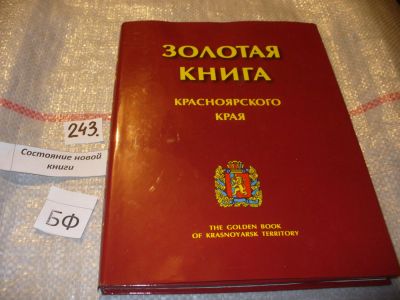 ЗОЛОТАЯ
КНИГА
КРАСНОЯРСКОГО
КРАЯ
THE GOLDEN BOOK
OF KRASNOYARSK TERRITORY
243.
Состояние новой
книги
БФ